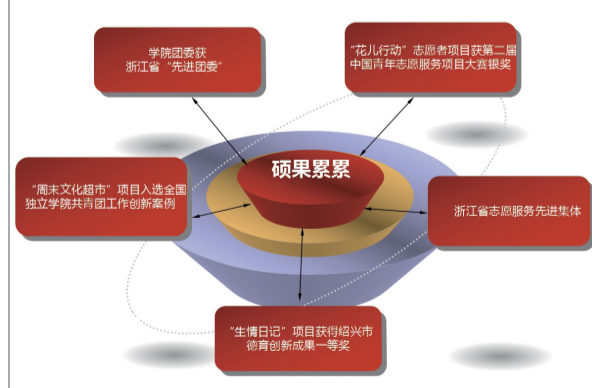 学院团委获
浙江省“先进团委”
“花儿行动”志愿者项目获第二届
中国青年志愿服务项目大赛银奖
硕果累累
“周末文化超市”项目入选全国
独立学院共青团工作创新案例
浙江省志愿服务先进集体
“生情日记”项目获得绍兴市
德育创新成果一等奖